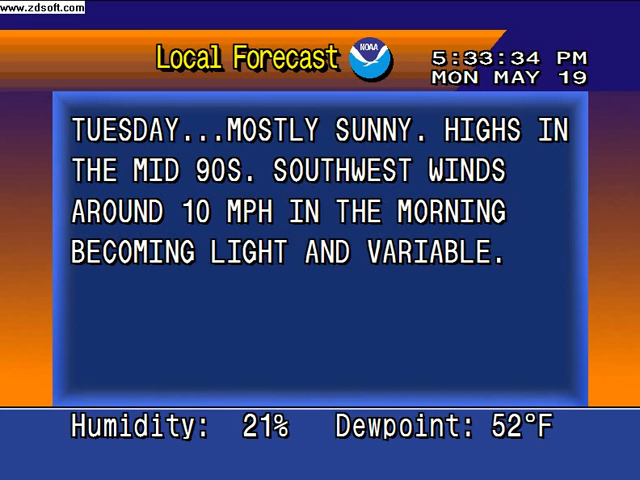 www.zdsoft.com
Local Forecast
NOAA
5:33:34 PM
MON MAY 19
TUESDAY...MOSTLY SUNNY. HIGHS IN
THE MID 90S. SOUTHWEST WINDS
AROUND 10 MPH IN THE MORNING
BECOMING LIGHT AND VARIABLE.
Humidity: 21% Dewpoint: 52°F